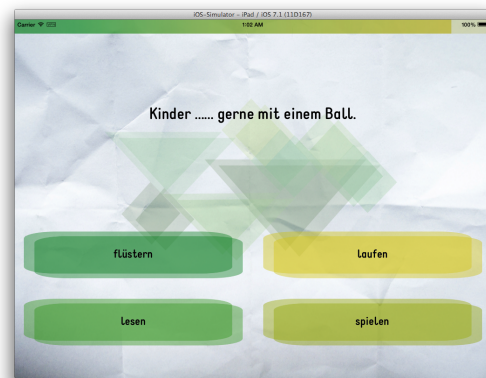 iOS-Simulator – iPad / iOS 7.1 (11D167)
Carrier 1:02 AM 100%
Kinder ...... gerne mit einem Ball.
flüstern laufen
lesen spielen